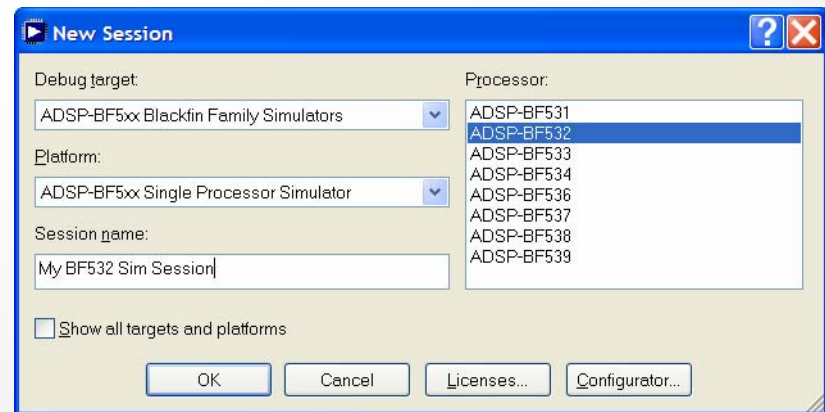 New Session
Debug target:
ADSP-BF5xx Blackfin Family Simulators
Platform:
ADSP-BF5xx Single Processor Simulator
Session name:
My BF532 Sim Session
Show all targets and platforms
Processor:
ADSP-BF531
ADSP-BF532
ADSP-BF533
ADSP-BF534
ADSP-BF536
ADSP-BF537
ADSP-BF538
ADSP-BF539
OK
Cancel
Licenses...
Configurator...